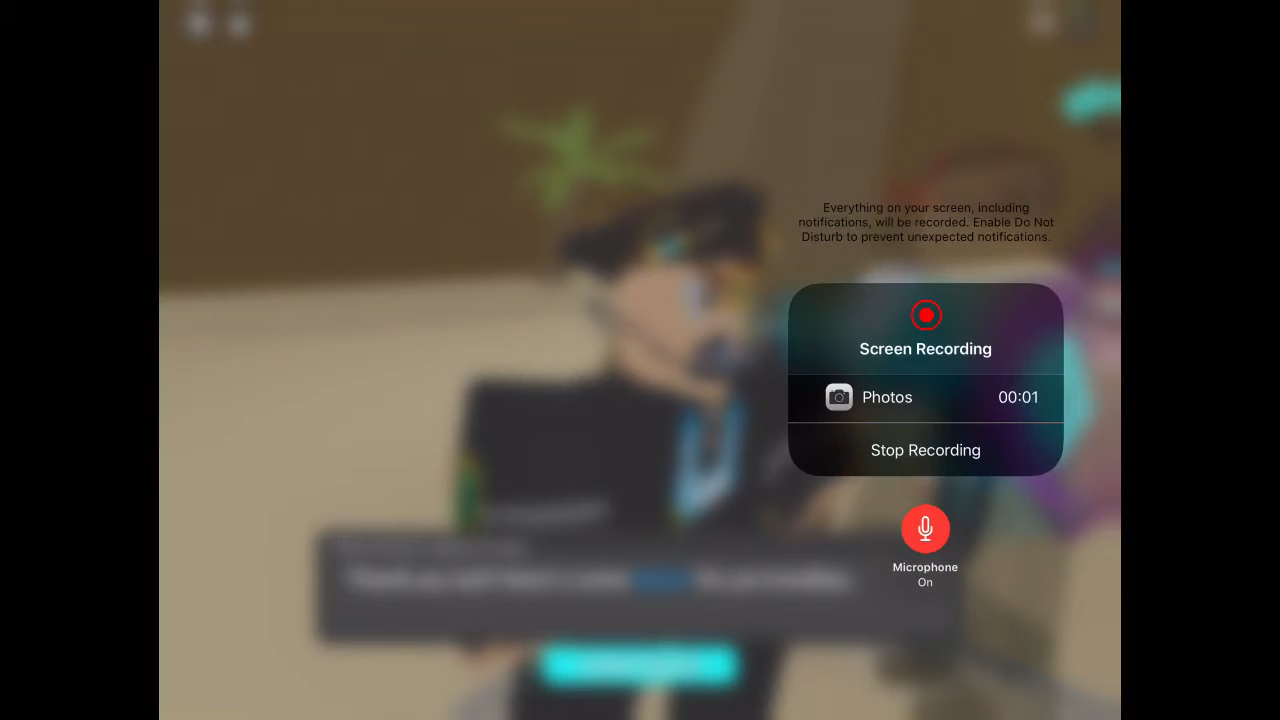 Everything on your screen, including
notifications, will be recorded. Enable Do Not
Disturb to prevent unexpected notifications.
Screen Recording
Photos 00:01
Stop Recording
Microphone
On